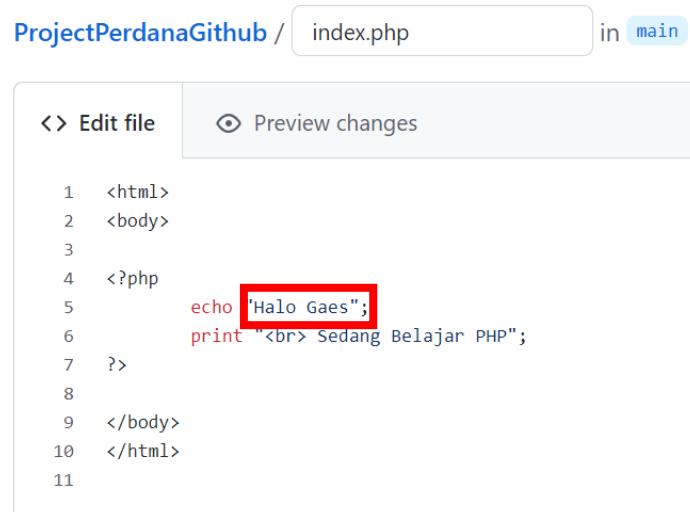 ProjectPerdanaGithub / index.php in main
<> Edit file Preview changes
1 <html>
2 <body>
3
4 <?php
5 echo "Halo Gaes";
6 print "<br> Sedang Belajar PHP";
7 ?>
8
9 </body>
10 </html>
11